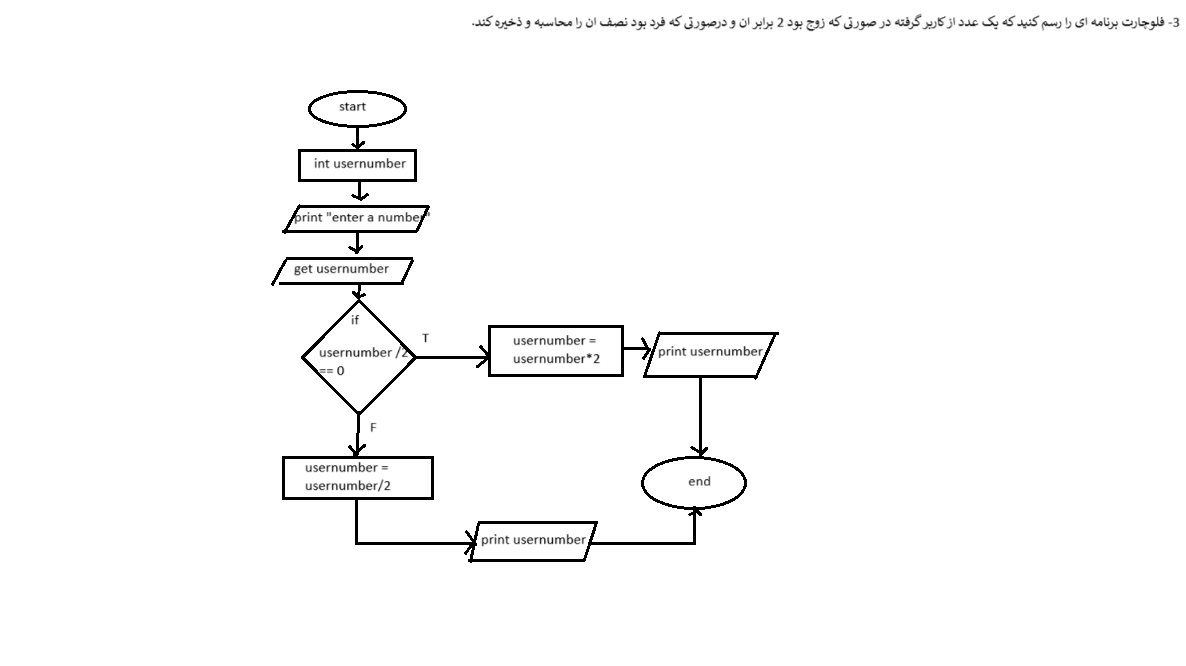 3- فلوچارت برنامه ای را رسم کنید که یک عدد از کاربر گرفته در صورتی که زوج بود 2 برابر ان و درصورتی که فرد بود نصف ان را محاسبه و ذخیره کند.
start
int usernumber
print "enter a number"
get usernumber
if
usernumber /2
== 0
T
usernumber =
usernumber*2
print usernumber
F
usernumber =
usernumber/2
end
print usernumber